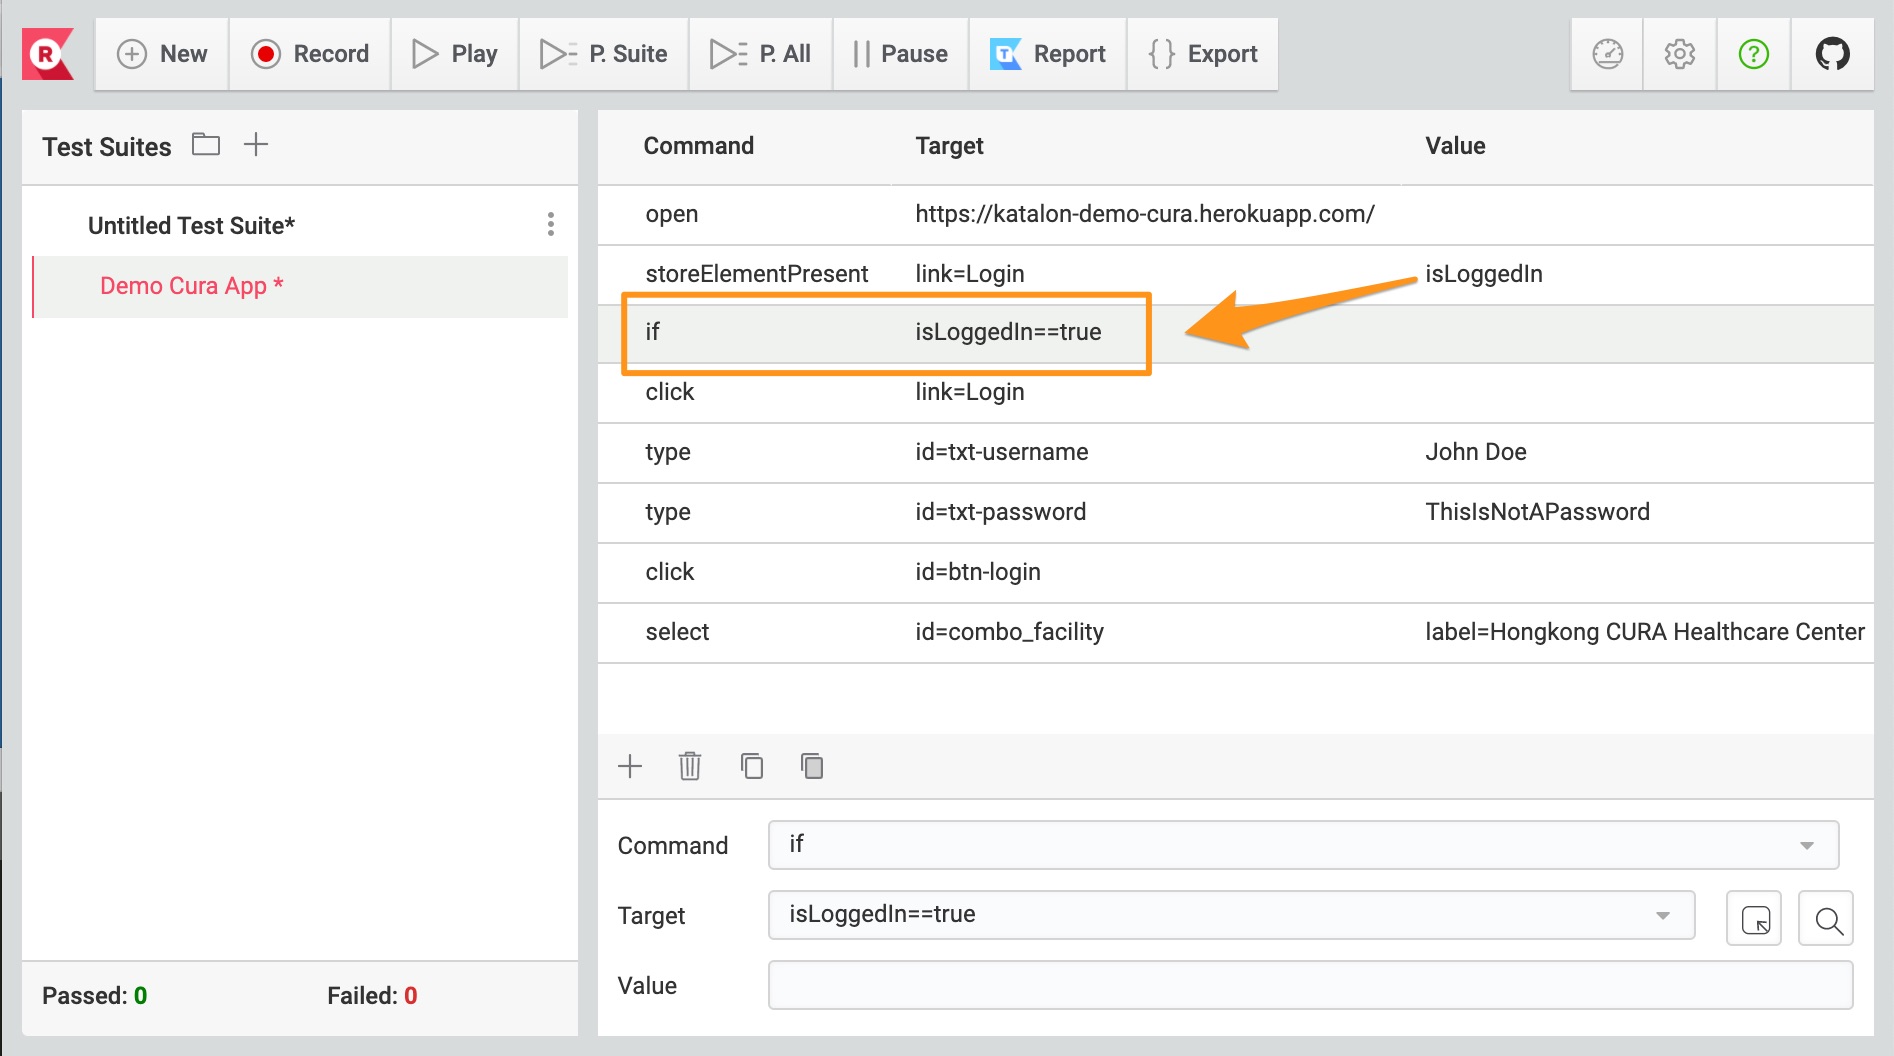 R New Record Play P. Suite P. All Pause Report Export
Test Suites
Untitled Test Suite*
Demo Cura App *
Passed: 0 Failed: 0
Command Target Value
open https://katalon-demo-cura.herokuapp.com/
storeElementPresent link=Login isLoggedIn
if isLoggedIn==true
click link=Login
type id=txt-username John Doe
type id=txt-password ThisIsNotAPassword
click id=btn-login
select id=combo_facility label=Hongkong CURA Healthcare Center
Command if
Target isLoggedIn==true
Value